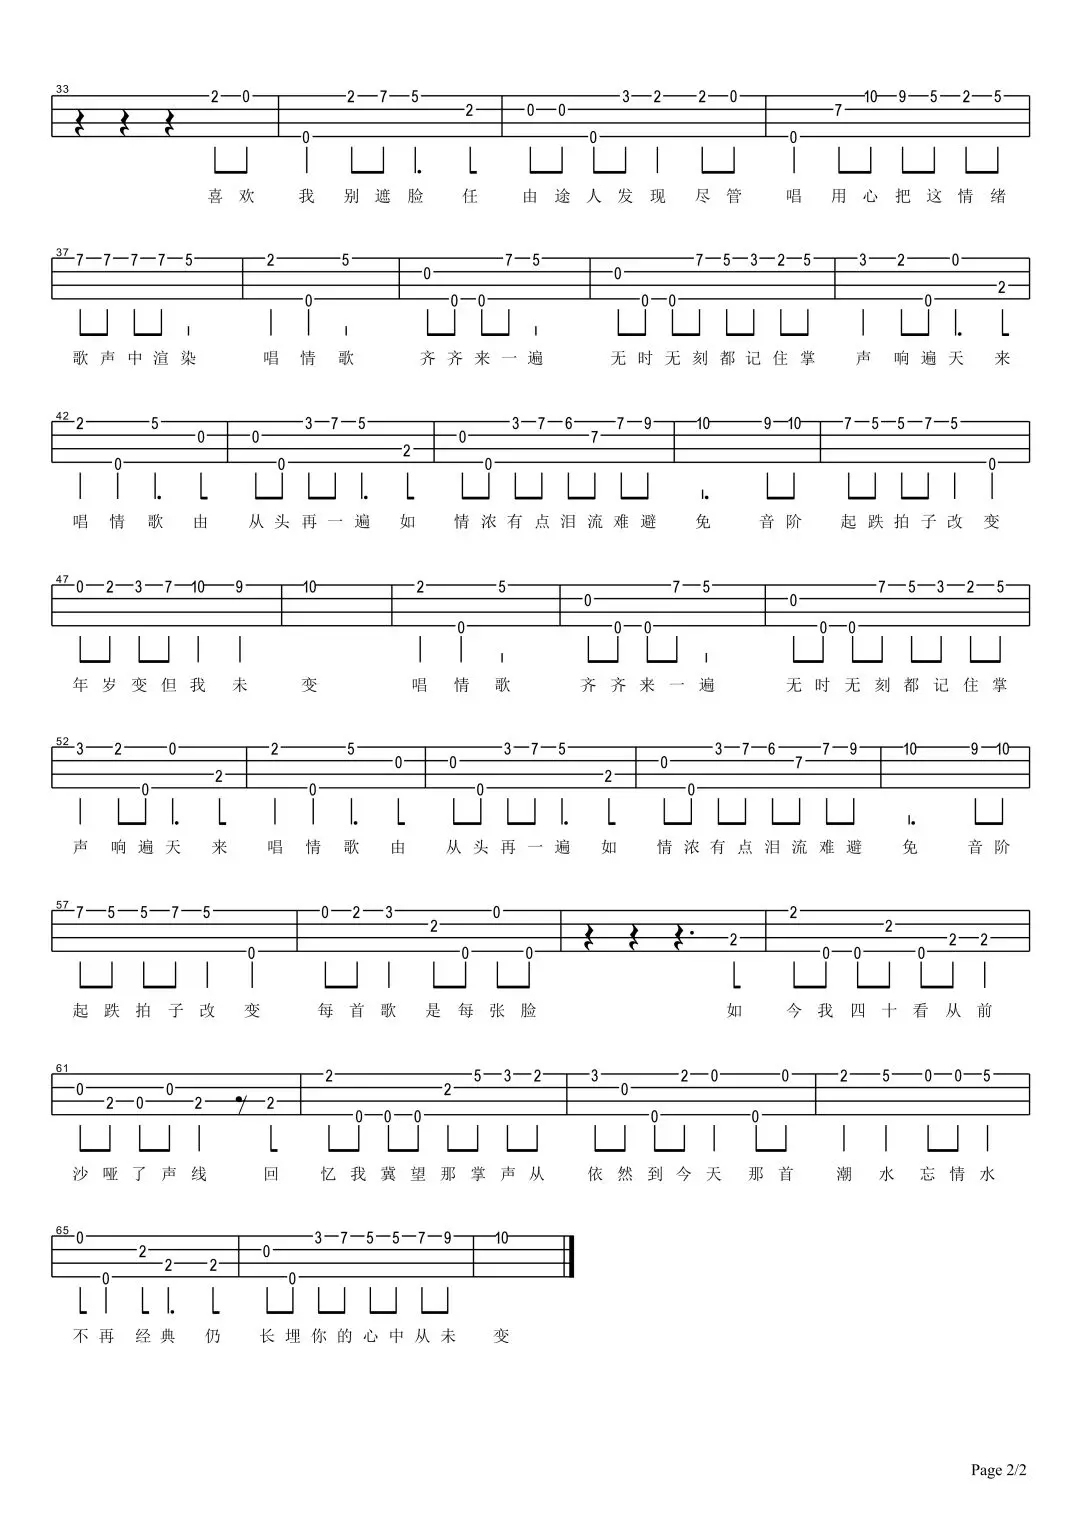 33
2 0 0 2 7 5 2 0 0 0 3 2 2 0 0 7 10 9 5 2 5
喜 欢 我 别 遮 脸 任 由 途 人 发 现 尽 管 唱 用 心 把 这 情 绪
37
7 7 7 7 5 2 0 5 0 0 0 7 5 0 0 0 7 5 3 2 5 3 2 0 0 2
歌 声 中 渲 染 唱 情 歌 齐 齐 来 一 遍 无 时 无 刻 都 记 住 掌 声 响 遍 天 来
42
2 0 5 0 0 0 3 7 5 2 0 0 3 7 6 7 7 9 10 9 10 7 5 5 7 5 0
唱 情 歌 由 从 头 再 一 遍 如 情 浓 有 点 泪 流 难 避 免 音 阶 起 跌 拍 子 改 变
47
0 2 3 7 10 9 10 2 0 5 0 0 0 7 5 0 0 0 7 5 3 2 5
年 岁 变 但 我 未 变 唱 情 歌 齐 齐 来 一 遍 无 时 无 刻 都 记 住 掌
52
3 2 0 0 2 2 0 5 0 0 0 3 7 5 2 0 0 3 7 6 7 7 9 10 9 10
声 响 遍 天 来 唱 情 歌 由 从 头 再 一 遍 如 情 浓 有 点 泪 流 难 避 免 音 阶
57
7 5 5 7 5 0 0 2 3 2 0 0 0 2 2 0 0 2 0 2 2
起 跌 拍 子 改 变 每 首 歌 是 每 张 脸 如 今 我 四 十 看 从 前
61
0 2 0 0 2 2 2 0 0 0 2 5 3 2 3 0 0 2 0 0 0 2 5 0 0 5
沙 哑 了 声 线 回 忆 我 冀 望 那 掌 声 从 依 然 到 今 天 那 首 潮 水 忘 情 水
65
0 0 2 2 2 0 0 3 7 5 5 7 9 10
不 再 经 典 仍 长 埋 你 的 心 中 从 未 变
Page 2/2